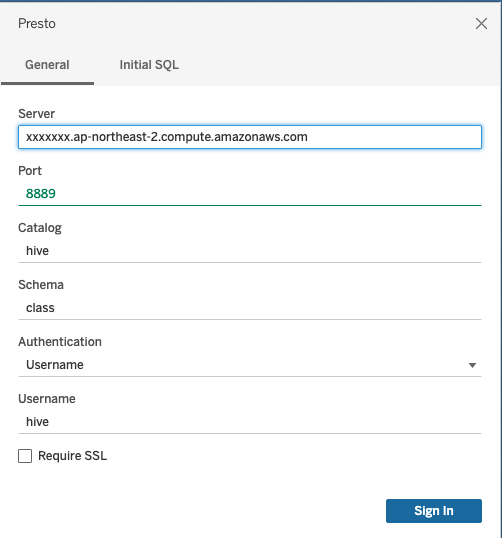 Presto
General Initial SQL
Server
xxxxxxx.ap-northeast-2.compute.amazonaws.com
Port
8889
Catalog
hive
Schema
class
Authentication
Username
Username
hive
Require SSL
Sign In